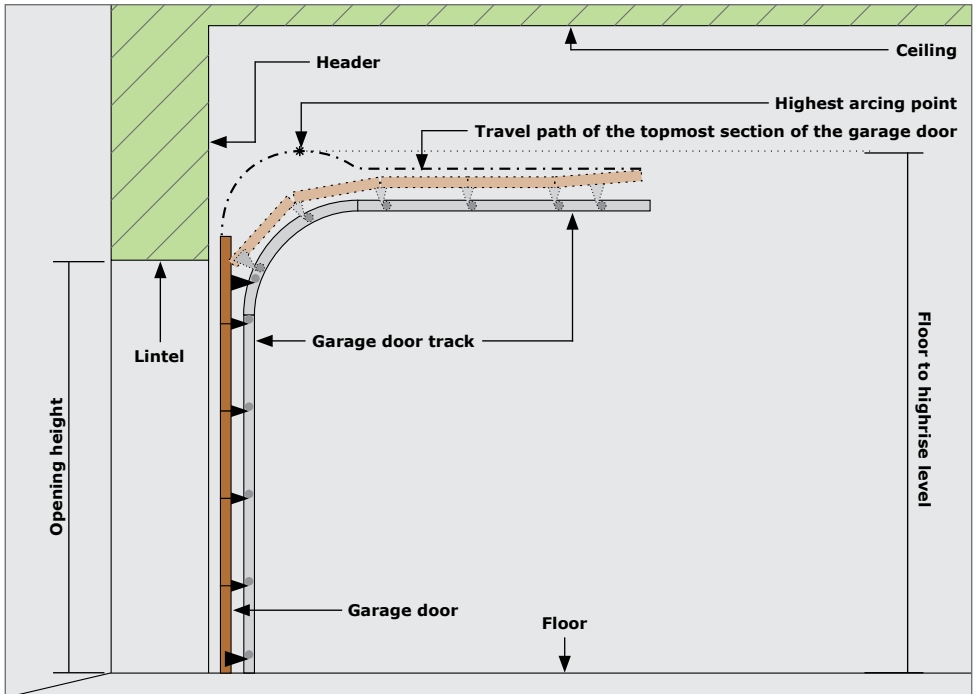 Ceiling
Header
Highest arcing point
Travel path of the topmost section of the garage door
Garage door track
Lintel
Opening height
Floor to highrise level
Garage door
Floor